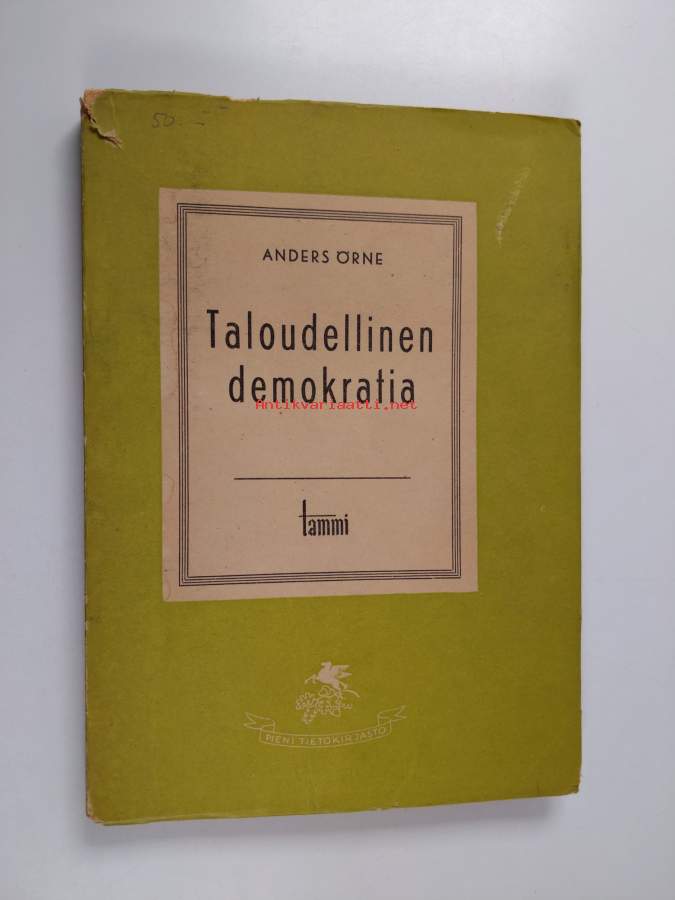 50 —
ANDERS ÖRNE
Taloudellinen
demokratia
Antikvariaatti.net
tammi
PIENI TIETOKIRJASTO